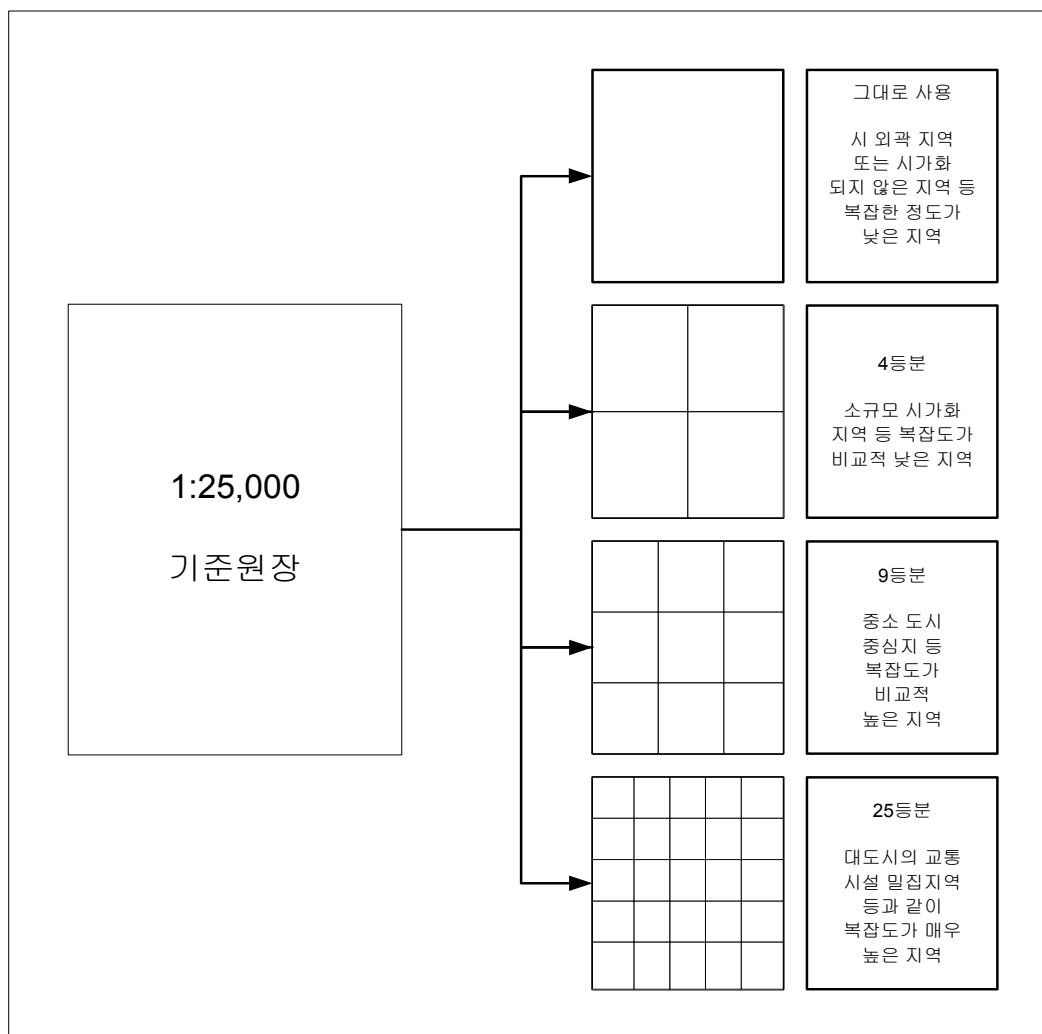 1:25,000
기준원장
그대로 사용
시 외곽 지역
또는 시가화
되지 않은 지역 등
복잡한 정도가
낮은 지역
4등분
소규모 시가화
지역 등 복잡도가
비교적 낮은 지역
9등분
중소 도시
중심지 등
복잡도가
비교적
높은 지역
25등분
대도시의 교통
시설 밀집지역
등과 같이
복잡도가 매우
높은 지역